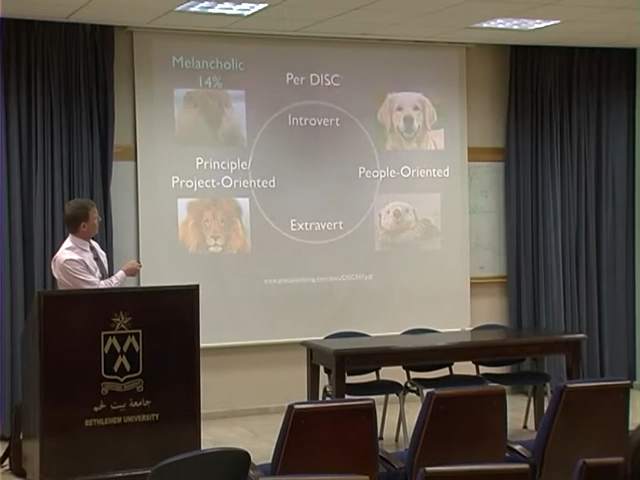 Melancholic
14%
Per DISC
Introvert
Principle/
Project-Oriented
People-Oriented
Extravert
جامعة بيت لحم
BETHLEHEM UNIVERSITY